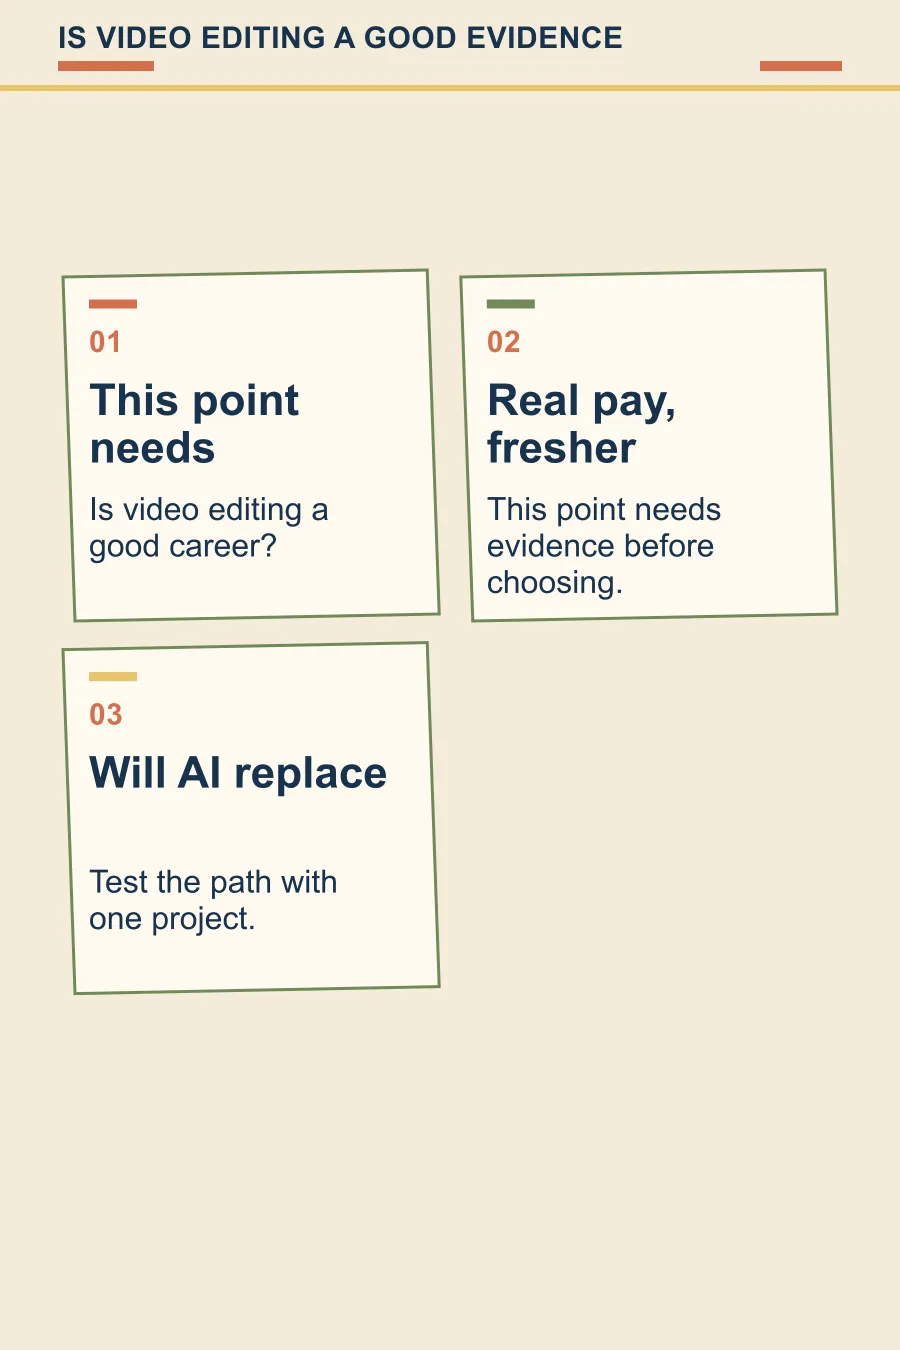 IS VIDEO EDITING A GOOD EVIDENCE
01
This point
needs
Is video editing a
good career?
02
Real pay,
fresher
This point needs
evidence before
choosing.
03
Will AI replace
Test the path with
one project.